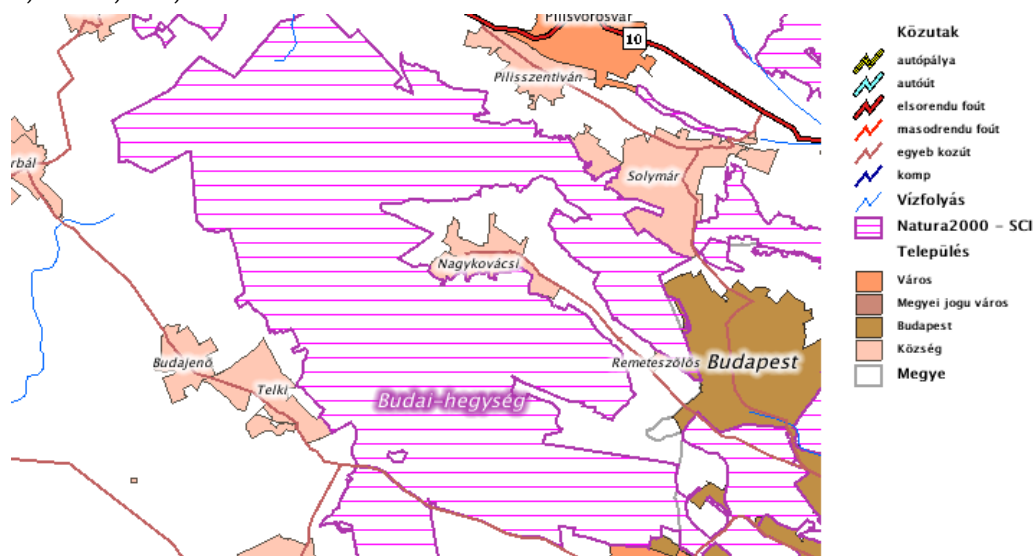 Pilisvörösvár
10
Pilisszentiván
Solymár
Nagykovácsi
Budajenő
Telki
Remeteszőlős
Budapest
Budai-hegység
Közutak
autópálya
autóút
elsorendu foút
masodrendu foút
egyeb kozút
komp
Vízfolyás
Natura2000 - SCI
Település
Város
Megyei jogu város
Budapest
Község
Megye